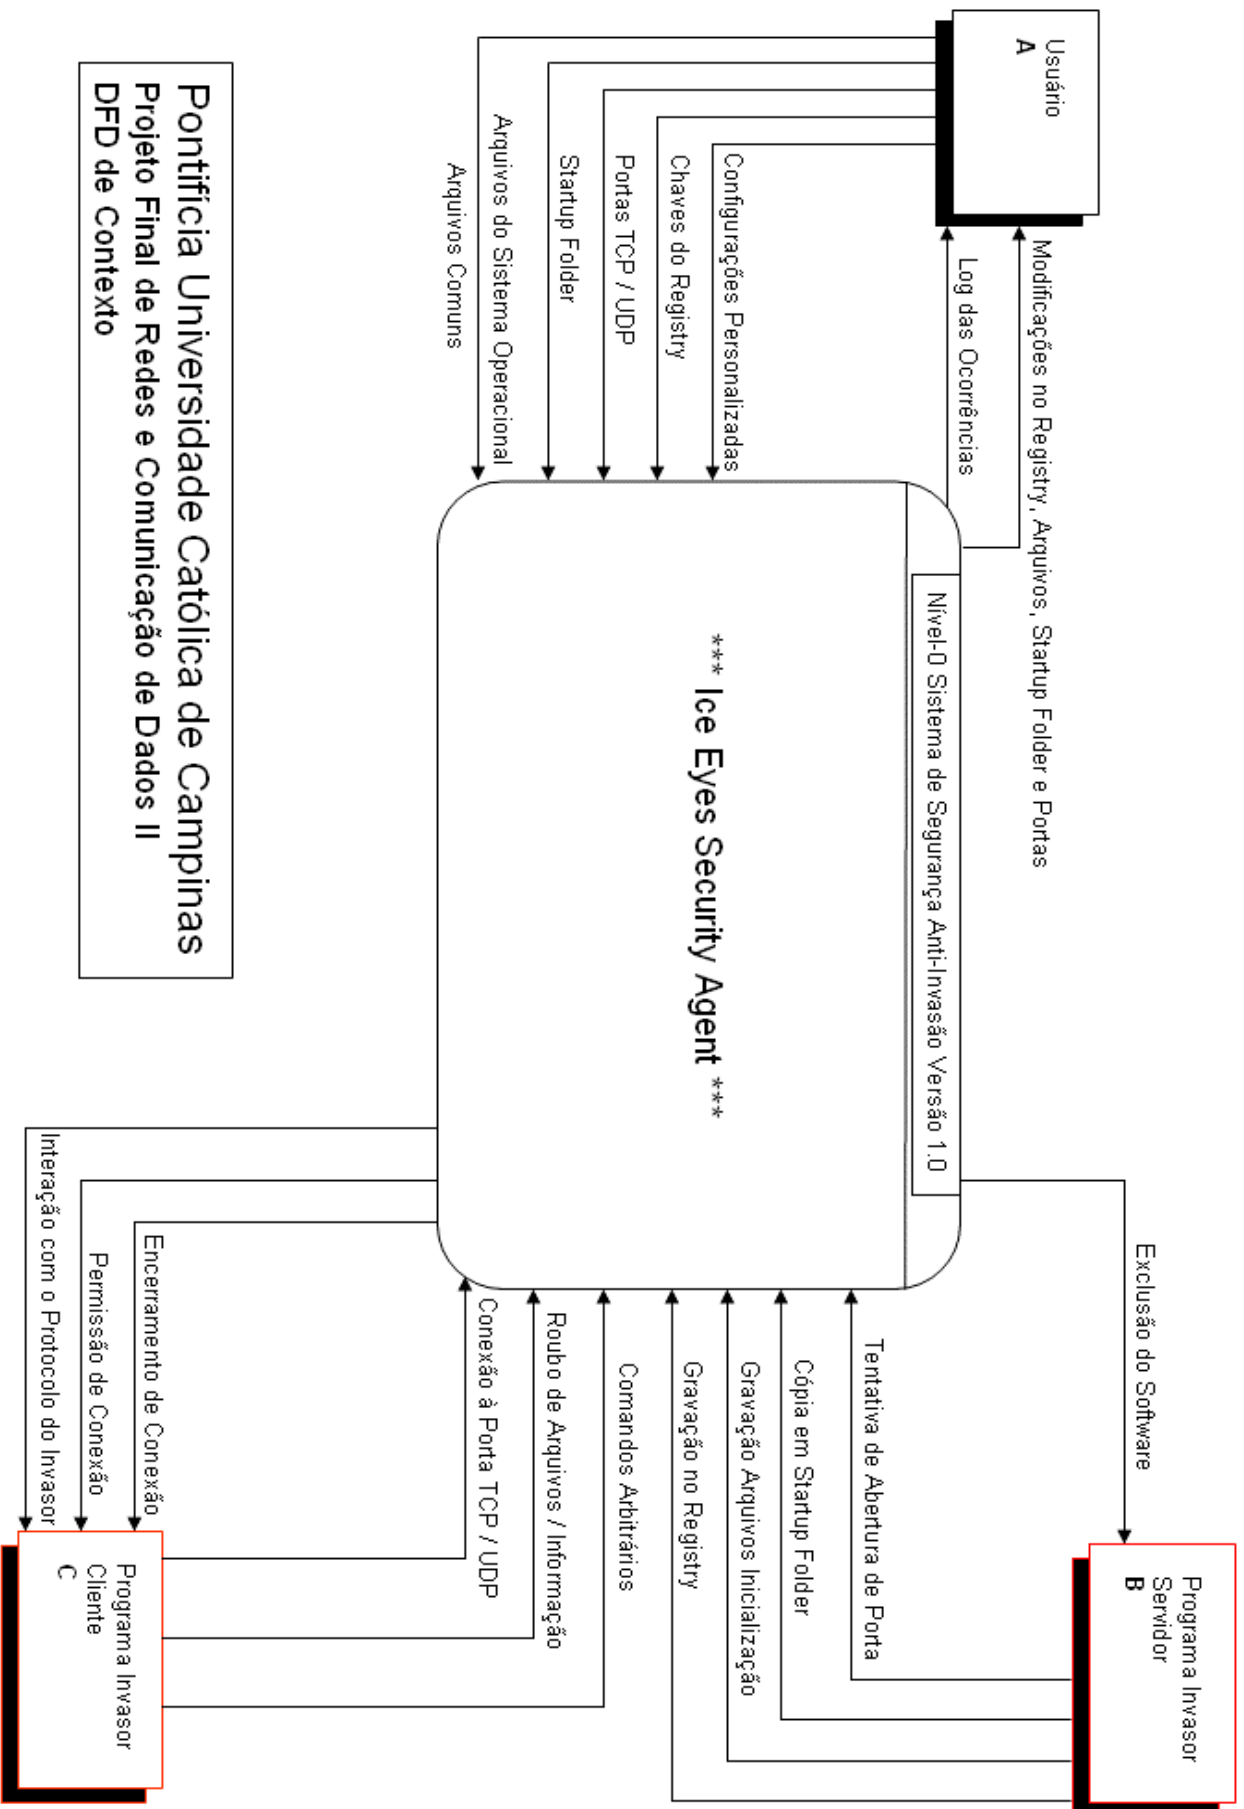 Usuário
A
Modificações no Registry, Arquivos, Startup Folder e Portas
Log das Ocorrências
Configurações Personalizadas
Chaves do Registry
Portas TCP / UDP
Startup Folder
Arquivos do Sistema Operacional
Arquivos Comuns
Nível-0 Sistema de Segurança Anti-Invasão Versão 1.0
*** Ice Eyes Security Agent ***
Exclusão do Software
Programa Invasor
Servidor
B
Tentativa de Abertura de Porta
Cópia em Startup Folder
Gravação Arquivos Inicialização
Gravação no Registry
Comandos Arbitrários
Roubo de Arquivos / Informação
Conexão à Porta TCP / UDP
Encerramento de Conexão
Permissão de Conexão
Interação com o Protocolo do Invasor
Programa Invasor
Cliente
C
Pontifícia Universidade Católica de Campinas
Projeto Final de Redes e Comunicação de Dados II
DFD de Contexto